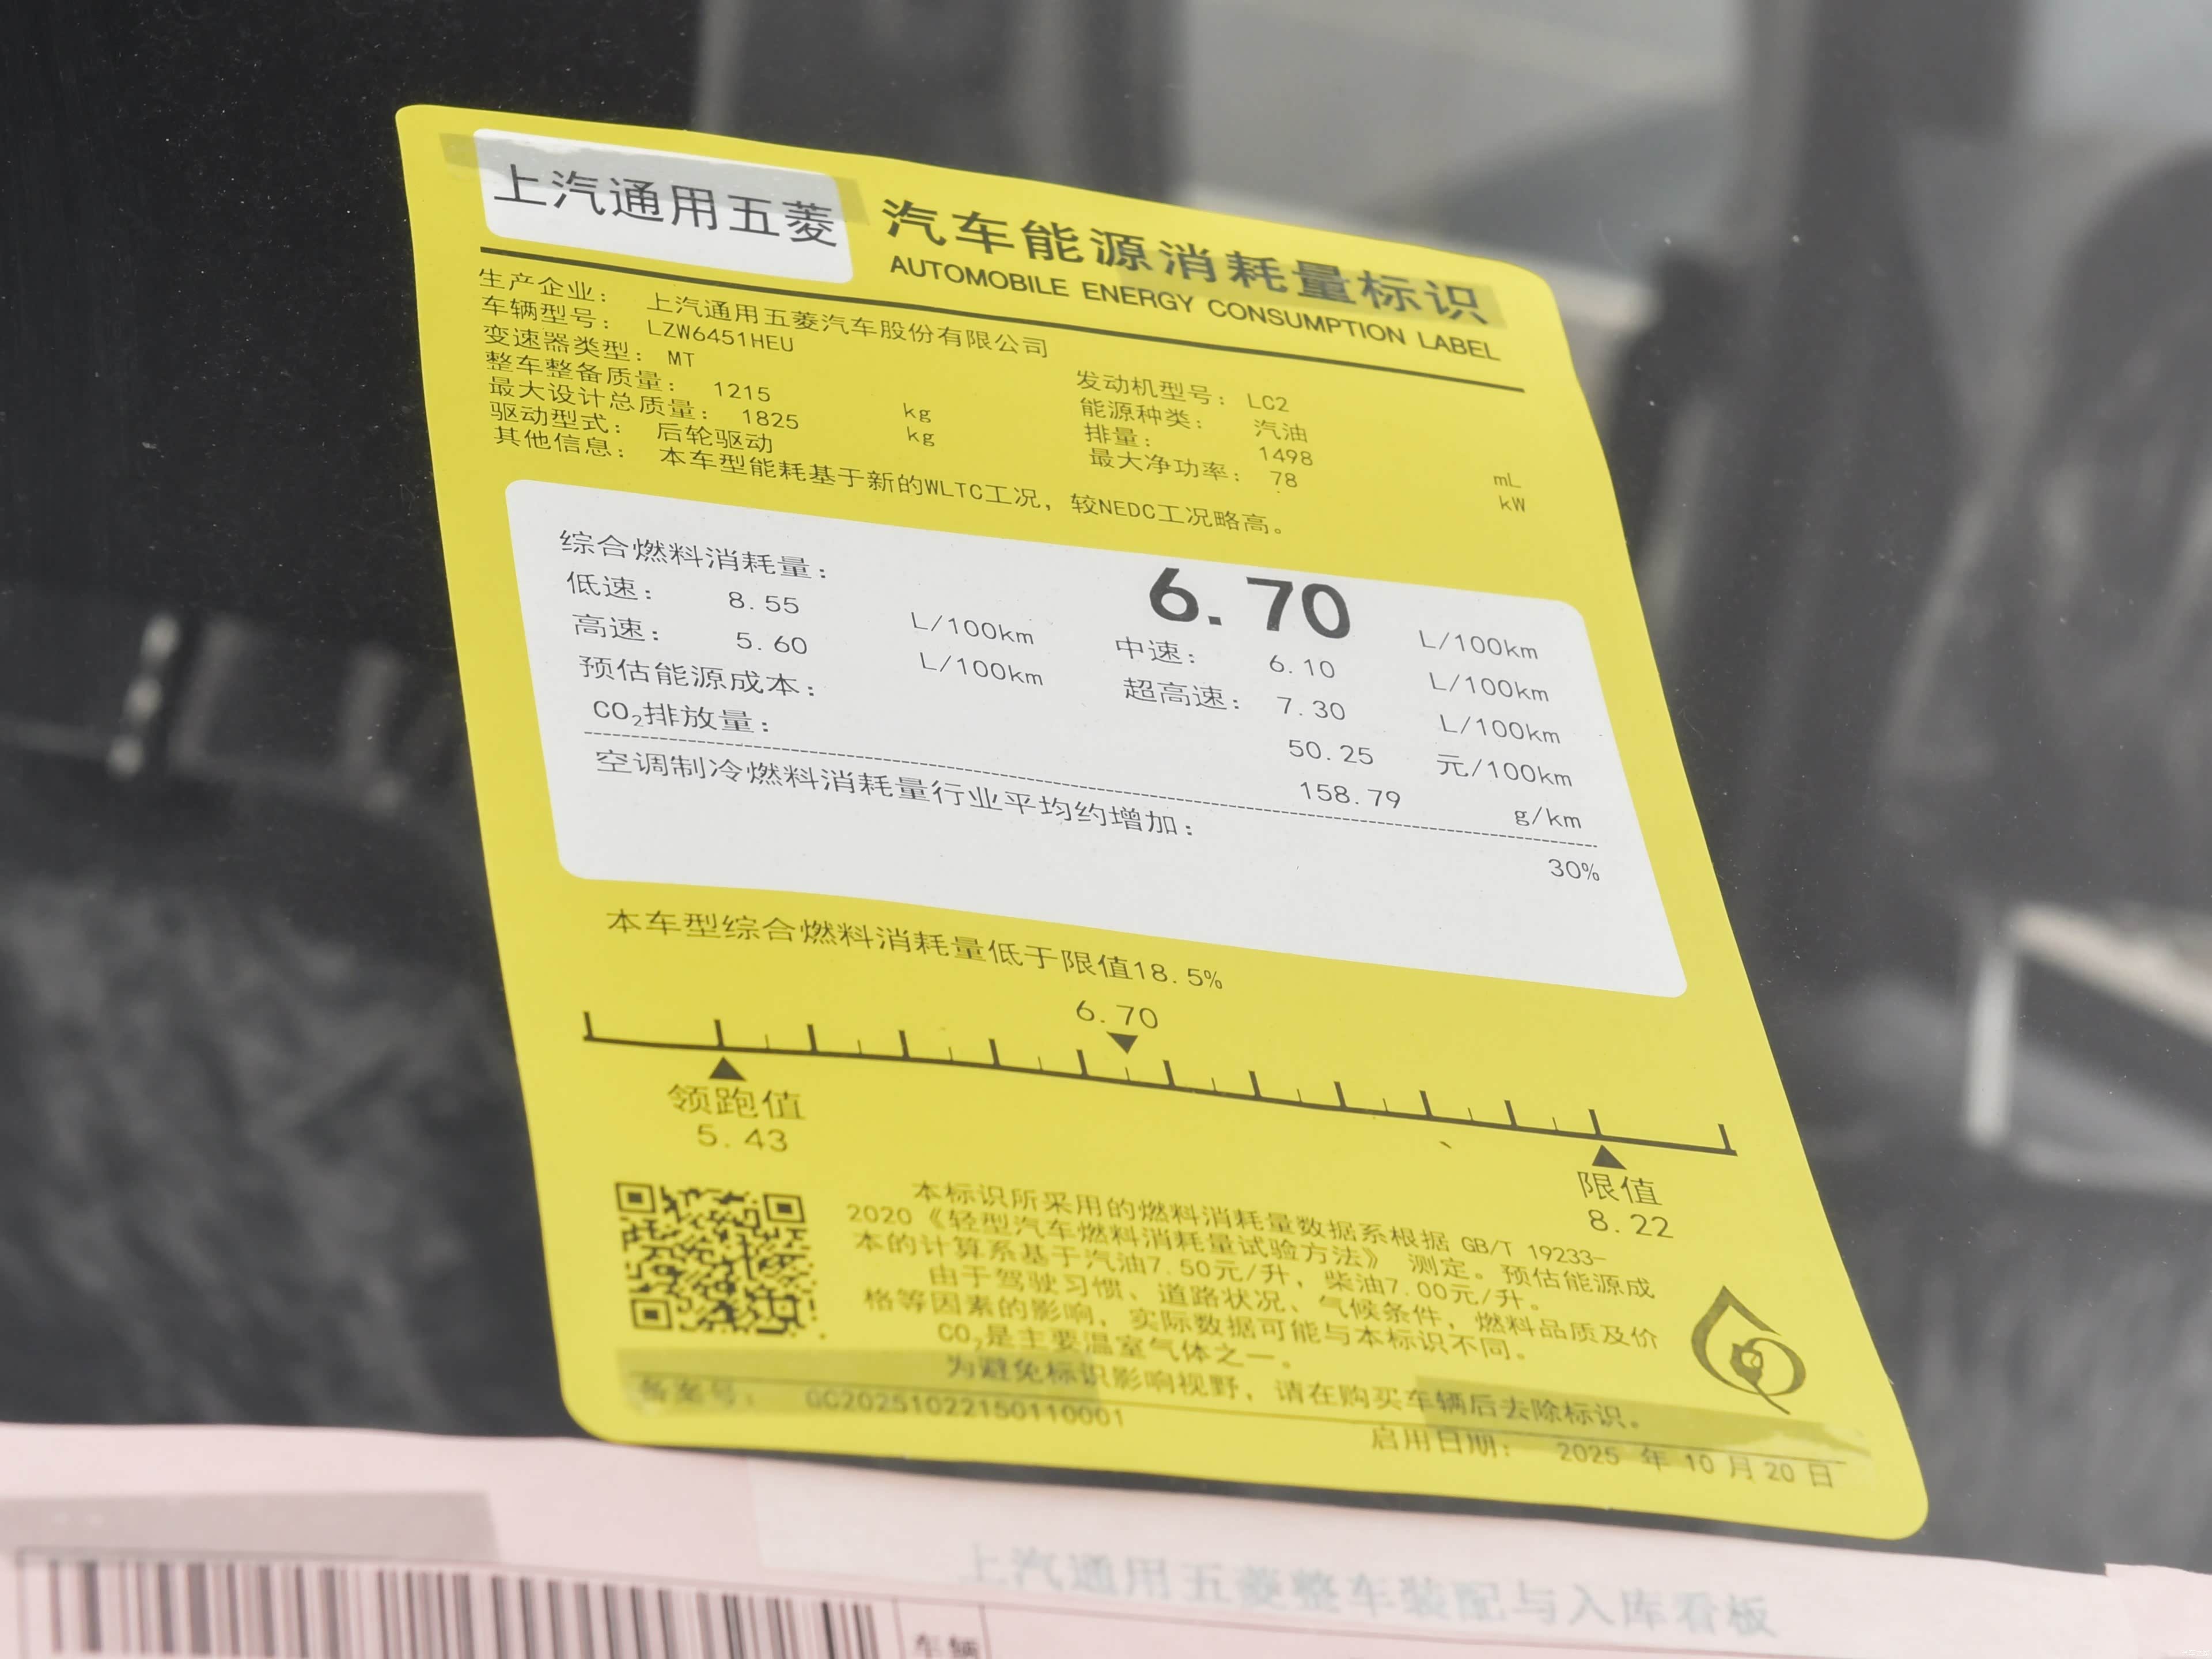 上汽通用五菱
汽车能源消耗量标识
AUTOMOBILE ENERGY CONSUMPTION LABEL
生产企业： 上汽通用五菱汽车股份有限公司
车辆型号： LZW6451HEU
变速器类型： MT 发动机型号： LC2
整车整备质量： 1215 kg 能源种类： 汽油
最大设计总质量： 1825 kg 排量： 1498 mL
驱动型式： 后轮驱动 最大净功率： 78 kW
其他信息： 本车型能耗基于新的WLTC工况，较NEDC工况略高。
综合燃料消耗量： 6.70 L/100km
低速： 8.55 L/100km 中速： 6.10 L/100km
高速： 5.60 L/100km 超高速： 7.30 L/100km
预估能源成本： 50.25 元/100km
CO₂排放量： 158.79 g/km
空调制冷燃料消耗量行业平均约增加： 30%
本车型综合燃料消耗量低于限值18.5%
6.70
领跑值
5.43
限值
8.22
本标识所采用的燃料消耗量数据系根据 GB/T 19233-
2020《轻型汽车燃料消耗量试验方法》 测定。预估能源成
本的计算系基于汽油7.50元/升，柴油7.00元/升。
由于驾驶习惯、道路状况、气候条件，燃料品质及价
格等因素的影响，实际数据可能与本标识不同。
CO₂是主要温室气体之一。
为避免标识影响视野，请在购买车辆后去除标识。
备案号： GC20251022150110001
启用日期： 2025 年 10 月 20 日
上汽通用五菱整车装配与入库看板
车辆